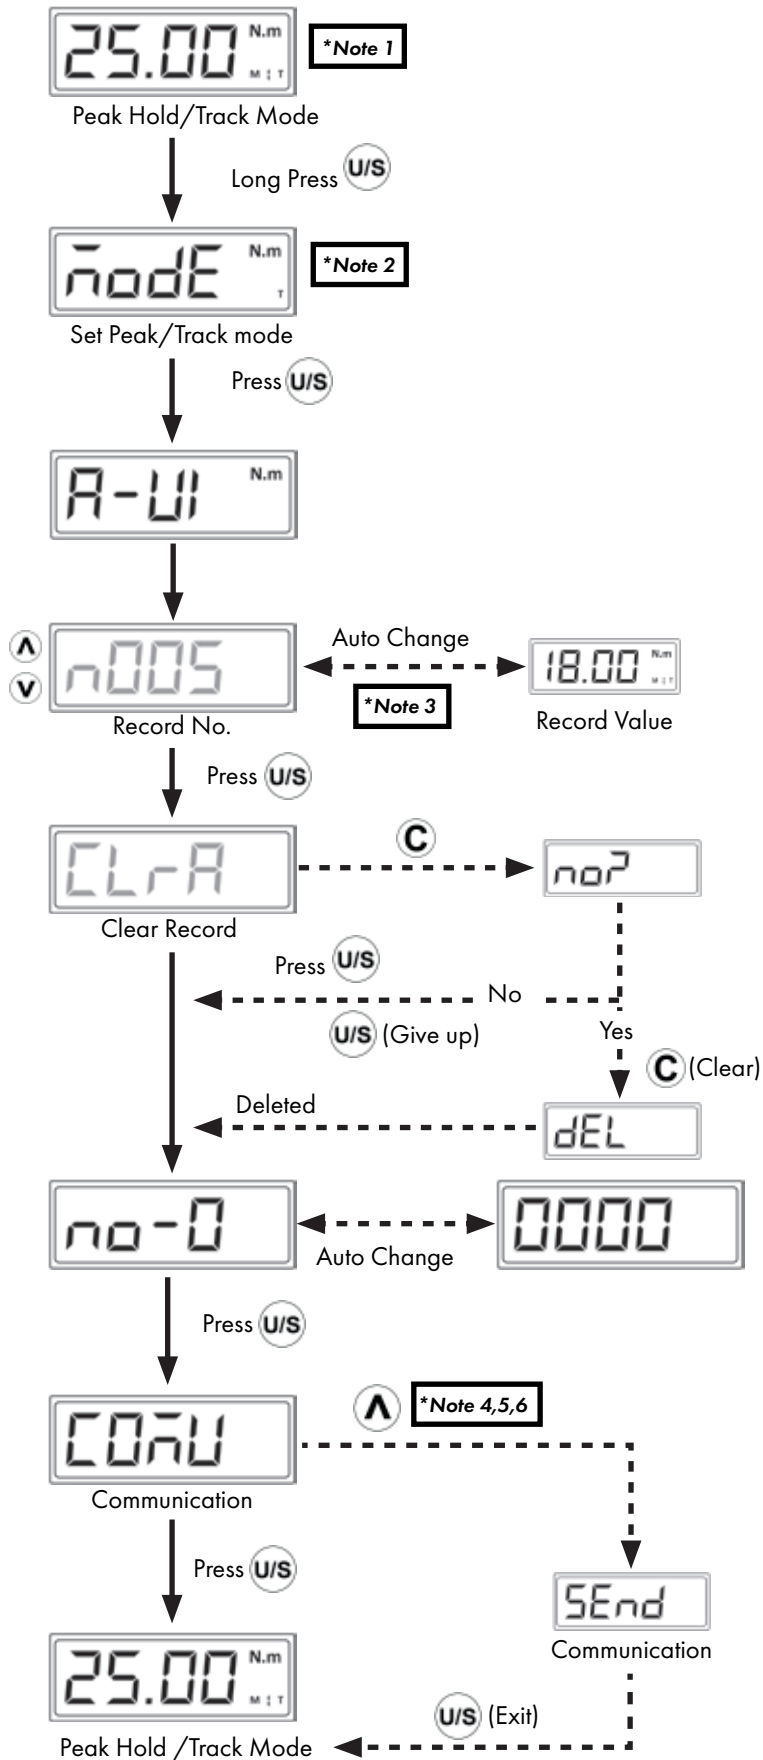 25.00 N.m
M ↕ T
*Note 1
Peak Hold/Track Mode
Long Press U/S
modE N.m
T
*Note 2
Set Peak/Track mode
Press U/S
A-UI N.m
∧
∨
n005
Auto Change
18.00 N.m
M ↕ T
*Note 3
Record No.
Record Value
Press U/S
CLrA
C
no?
Clear Record
Press U/S
No
U/S (Give up)
Yes
C (Clear)
Deleted
dEL
no-0
0000
Auto Change
Press U/S
COmU
∧ *Note 4,5,6
Communication
Press U/S
SEnd
Communication
25.00 N.m
M ↕ T
U/S (Exit)
Peak Hold /Track Mode